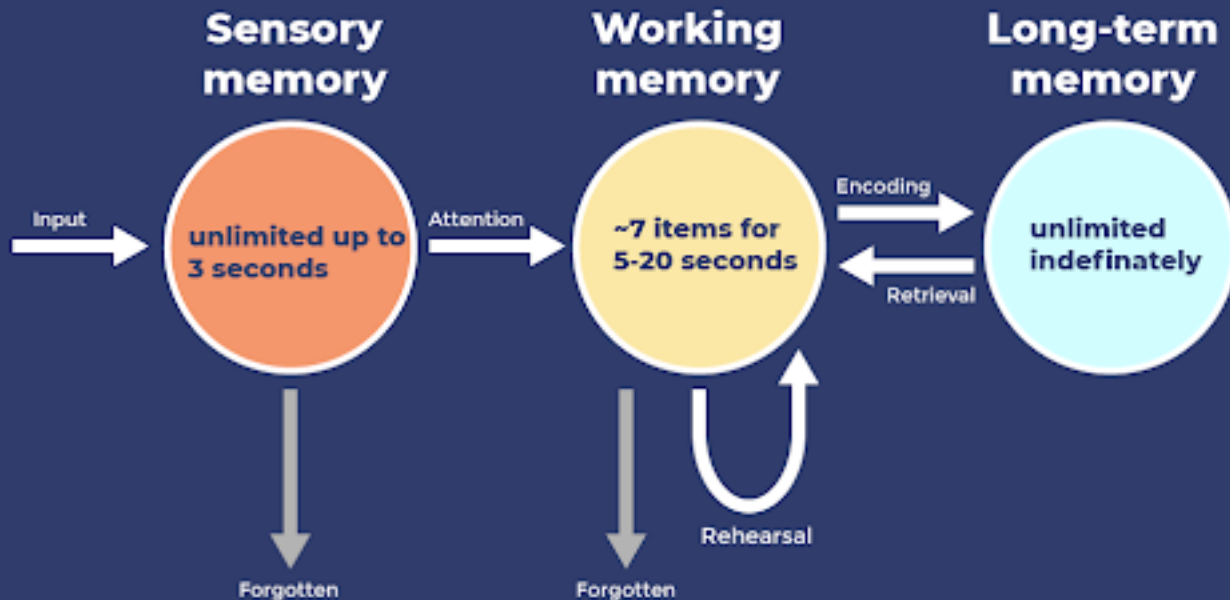 Sensory
memory
Working
memory
Long-term
memory
Input
unlimited up to
3 seconds
Attention
~7 items for
5-20 seconds
Encoding
Retrieval
unlimited
indefinately
Rehearsal
Forgotten
Forgotten